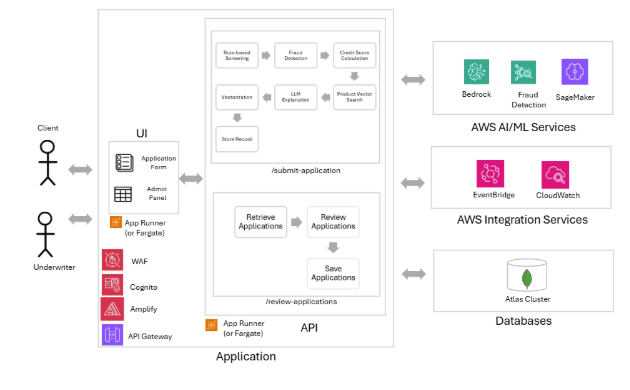 Client
Underwriter
UI
Application
Form
Admin
Panel
App Runner
(or Fargate)
WAF
Cognito
Amplify
API Gateway
Rule-based
Screening
Fraud
Detection
Credit Score
Calculation
Vectorization
LLM
Explanation
Product Vector
Search
Store Record
/submit-application
Retrieve
Applications
Review
Applications
Save
Applications
/review-applications
App Runner
(or Fargate)
API
Application
Bedrock
Fraud
Detection
SageMaker
AWS AI/ML Services
EventBridge
CloudWatch
AWS Integration Services
Atlas Cluster
Databases